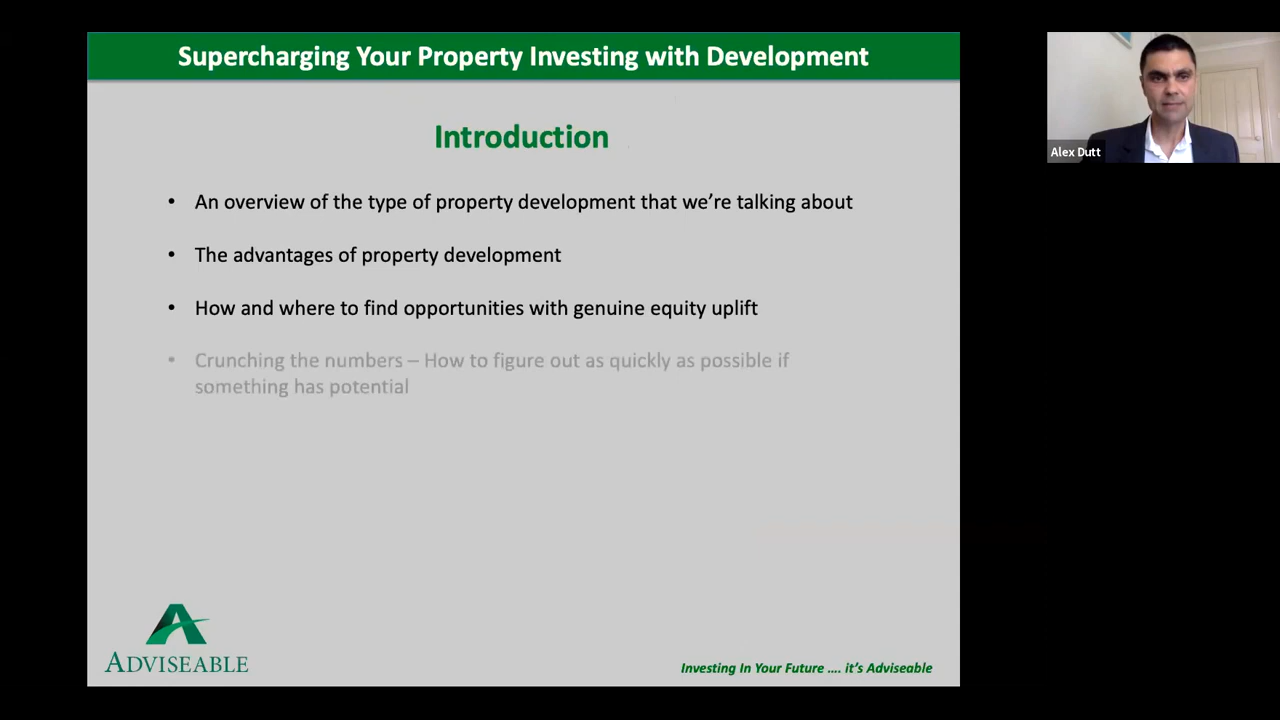 Supercharging Your Property Investing with Development
Alex Dutt
Introduction
• An overview of the type of property development that we’re talking about
• The advantages of property development
• How and where to find opportunities with genuine equity uplift
• Crunching the numbers – How to figure out as quickly as possible if
something has potential
ADVISEABLE
Investing In Your Future .... it’s Adviseable